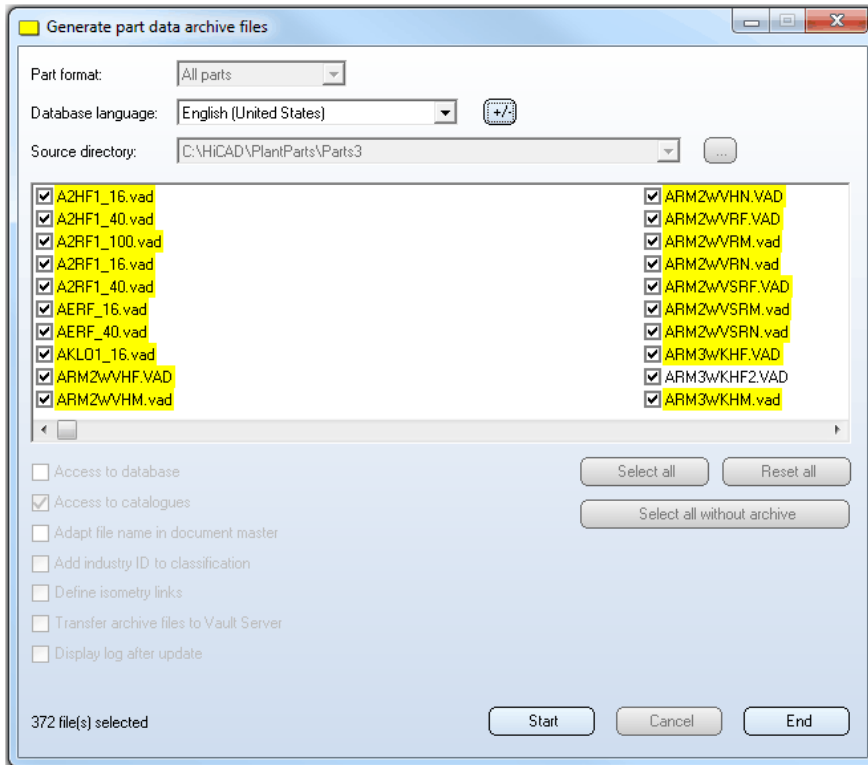 Generate part data archive files
Part format: All parts
Database language: English (United States) +/-
Source directory: C:\HiCAD\PlantParts\Parts3 ...
A2HF1_16.vad ARM2WVHN.VAD
A2HF1_40.vad ARM2WVRF.VAD
A2RF1_100.vad ARM2WVRM.vad
A2RF1_16.vad ARM2WVRN.vad
A2RF1_40.vad ARM2WVSRF.VAD
AERF_16.vad ARM2WVSRM.vad
AERF_40.vad ARM2WVSRN.vad
AKLO1_16.vad ARM3WKHF.VAD
ARM2WVHF.VAD ARM3WKHF2.VAD
ARM2WVHM.vad ARM3WKHM.vad
Access to database Select all Reset all
Access to catalogues
Select all without archive
Adapt file name in document master
Add industry ID to classification
Define isometry links
Transfer archive files to Vault Server
Display log after update
372 file(s) selected Start Cancel End